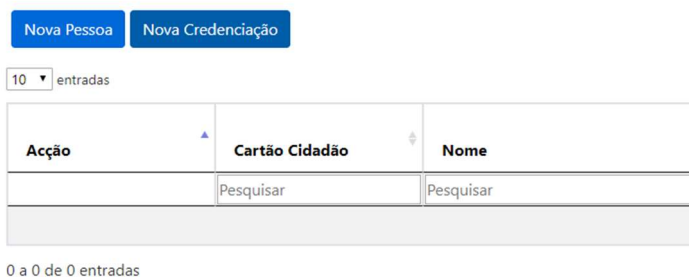 Nova Pessoa Nova Credenciação
10 entradas
Acção Cartão Cidadão Nome
Pesquisar Pesquisar
0 a 0 de 0 entradas